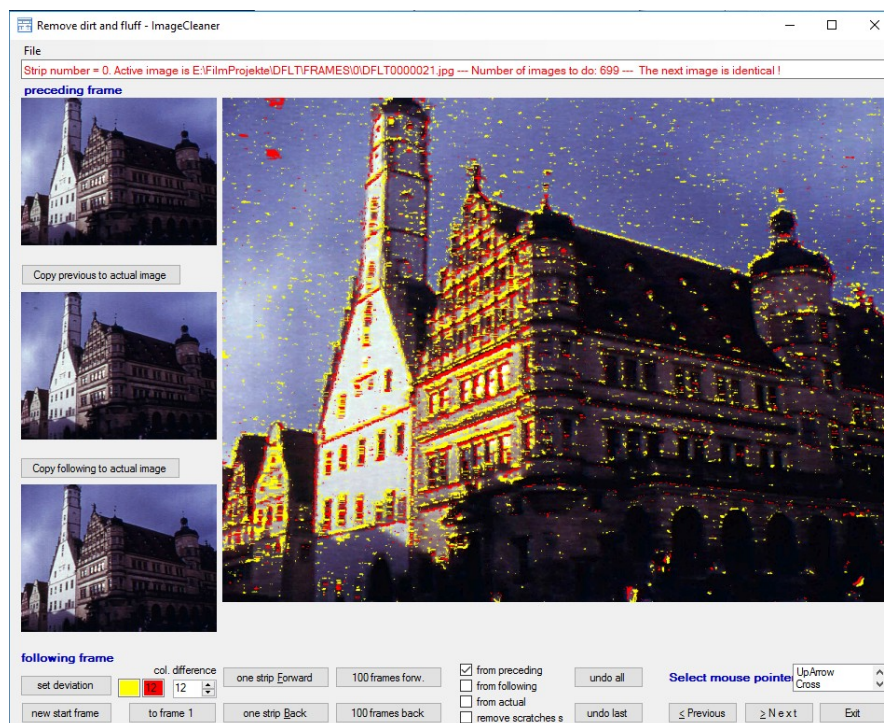 Remove dirt and fluff - ImageCleaner
File
Strip number = 0. Active image is E:\FilmProjekte\DFLT\FRAMES\0\DFLT0000021.jpg --- Number of images to do: 699 --- The next image is identical !
preceding frame
Copy previous to actual image
Copy following to actual image
following frame
set deviation
12
col. difference
12
one strip Forward
100 frames forw.
from preceding
from following
from actual
remove scratches s
undo all
Select mouse pointer
UpArrow
Cross
new start frame
to frame 1
one strip Back
100 frames back
undo last
< Previous
> N e x t
Exit